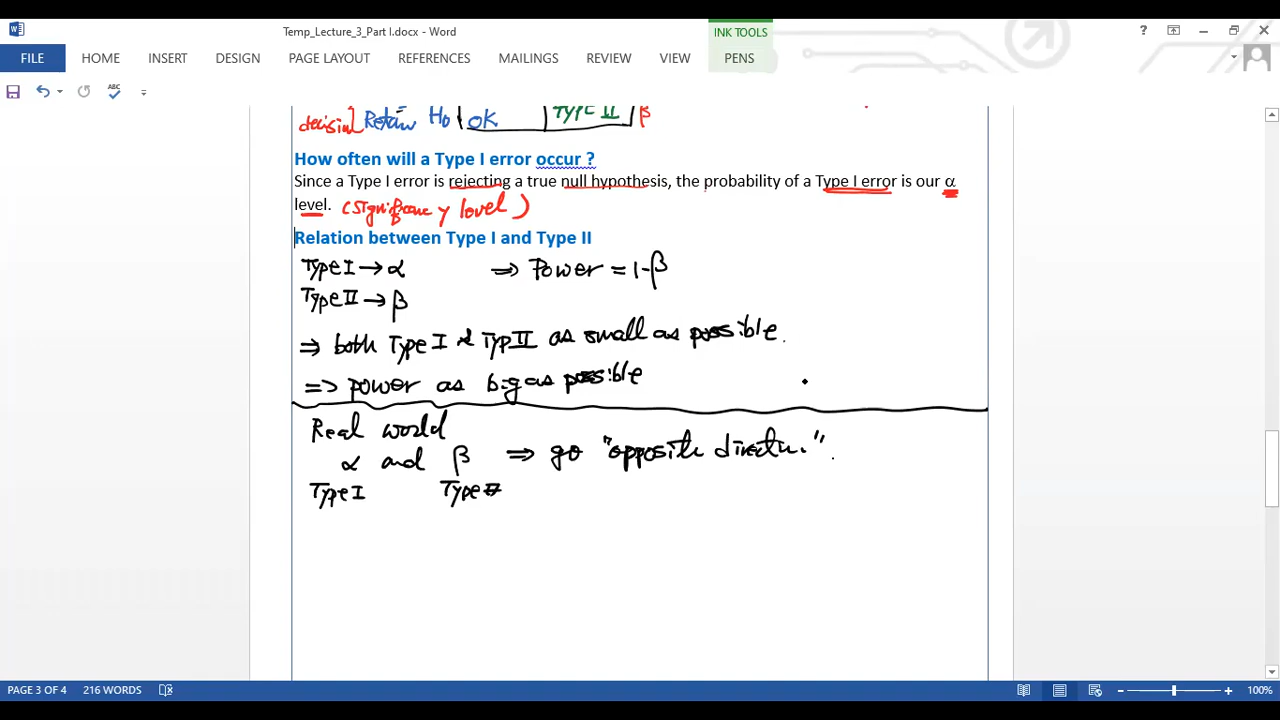 Temp_Lecture_3_Part I.docx - Word
INK TOOLS
?
FILE HOME INSERT DESIGN PAGE LAYOUT REFERENCES MAILINGS REVIEW VIEW PENS
ABC
decision Retain H0 OK Type II β
How often will a Type I error occur ?
Since a Type I error is rejecting a true null hypothesis, the probability of a Type I error is our α
level. (Significancy level)
Relation between Type I and Type II
Type I → α ⇒ Power = 1-β
Type II → β
⇒ both Type I & Typ II as small as possible.
⇒ power as big as possible
Real world
α and β ⇒ go "opposite direction".
Type I Type II
PAGE 3 OF 4 216 WORDS 100%